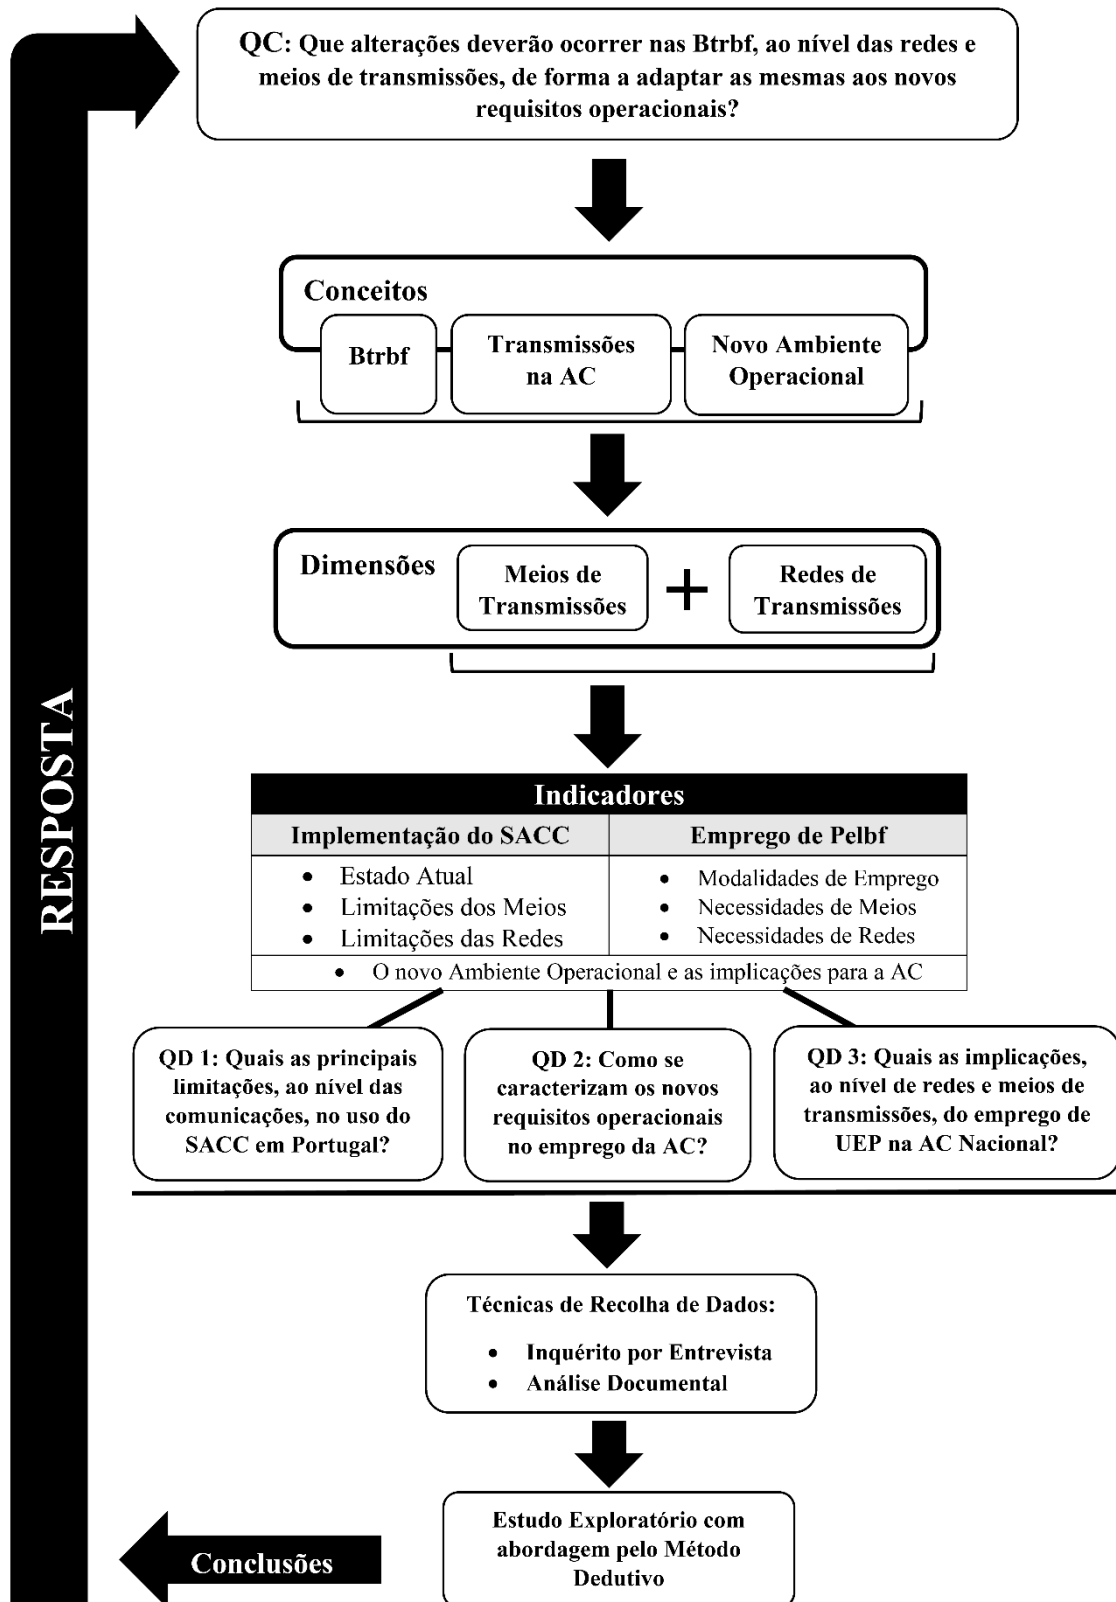 QC: Que alterações deverão ocorrer nas Btrbf, ao nível das redes e
meios de transmissões, de forma a adaptar as mesmas aos novos
requisitos operacionais?
Conceitos
Btrbf
Transmissões
na AC
Novo Ambiente
Operacional
Dimensões
Meios de
Transmissões
+
Redes de
Transmissões
RESPOSTA
Indicadores
Implementação do SACC
Emprego de Pelbf
• Estado Atual
• Limitações dos Meios
• Limitações das Redes
• Modalidades de Emprego
• Necessidades de Meios
• Necessidades de Redes
• O novo Ambiente Operacional e as implicações para a AC
QD 1: Quais as principais
limitações, ao nível das
comunicações, no uso do
SACC em Portugal?
QD 2: Como se
caracterizam os novos
requisitos operacionais
no emprego da AC?
QD 3: Quais as implicações,
ao nível de redes e meios de
transmissões, do emprego de
UEP na AC Nacional?
Técnicas de Recolha de Dados:
• Inquérito por Entrevista
• Análise Documental
Estudo Exploratório com
abordagem pelo Método
Dedutivo
Conclusões